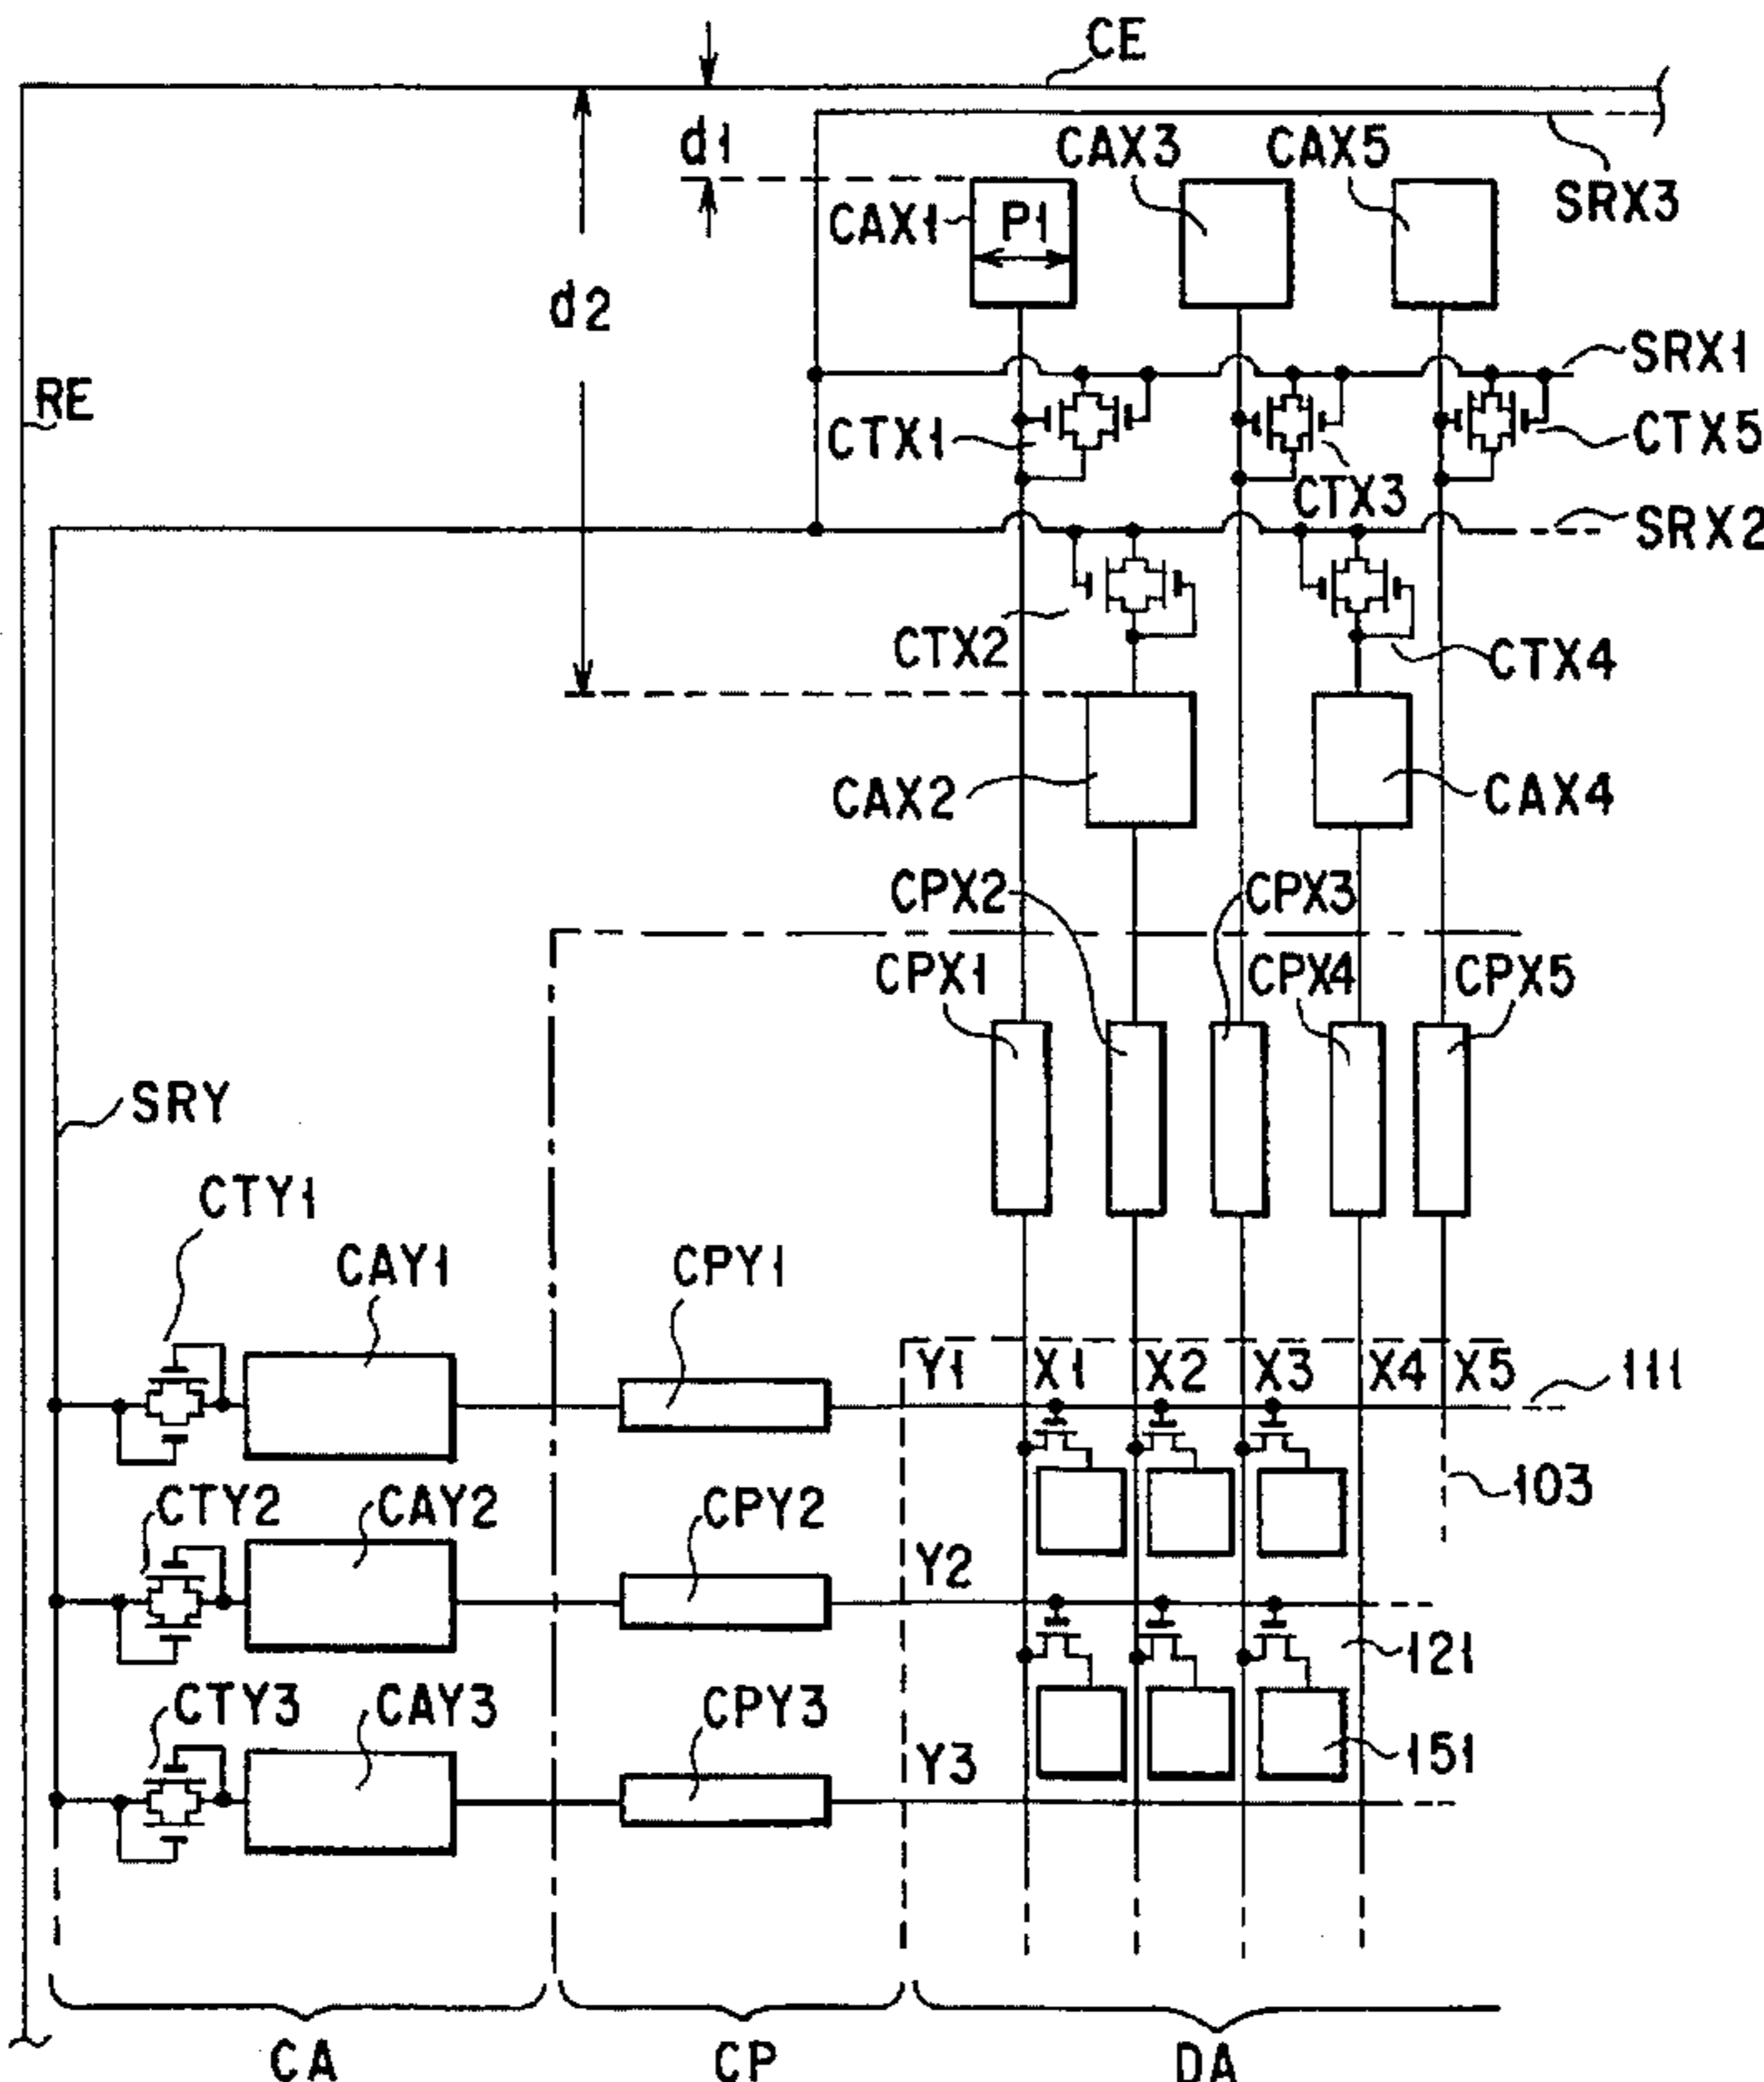 CE
d1
CAX3 CAX5
SRX3
CAX1 P1
d2
SRX1
RE
CTX1 CTX5
CTX3
SRX2
CTX2 CTX4
CAX2 CAX4
CPX2 CPX3
CPX1 CPX4 CPX5
SRY
CTY1
CAY1 CPY1
Y1 X1 X2 X3 X4 X5 111
103
CTY2 CAY2 CPY2
Y2
121
CTY3 CAY3 CPY3
Y3 151
CA CP DA